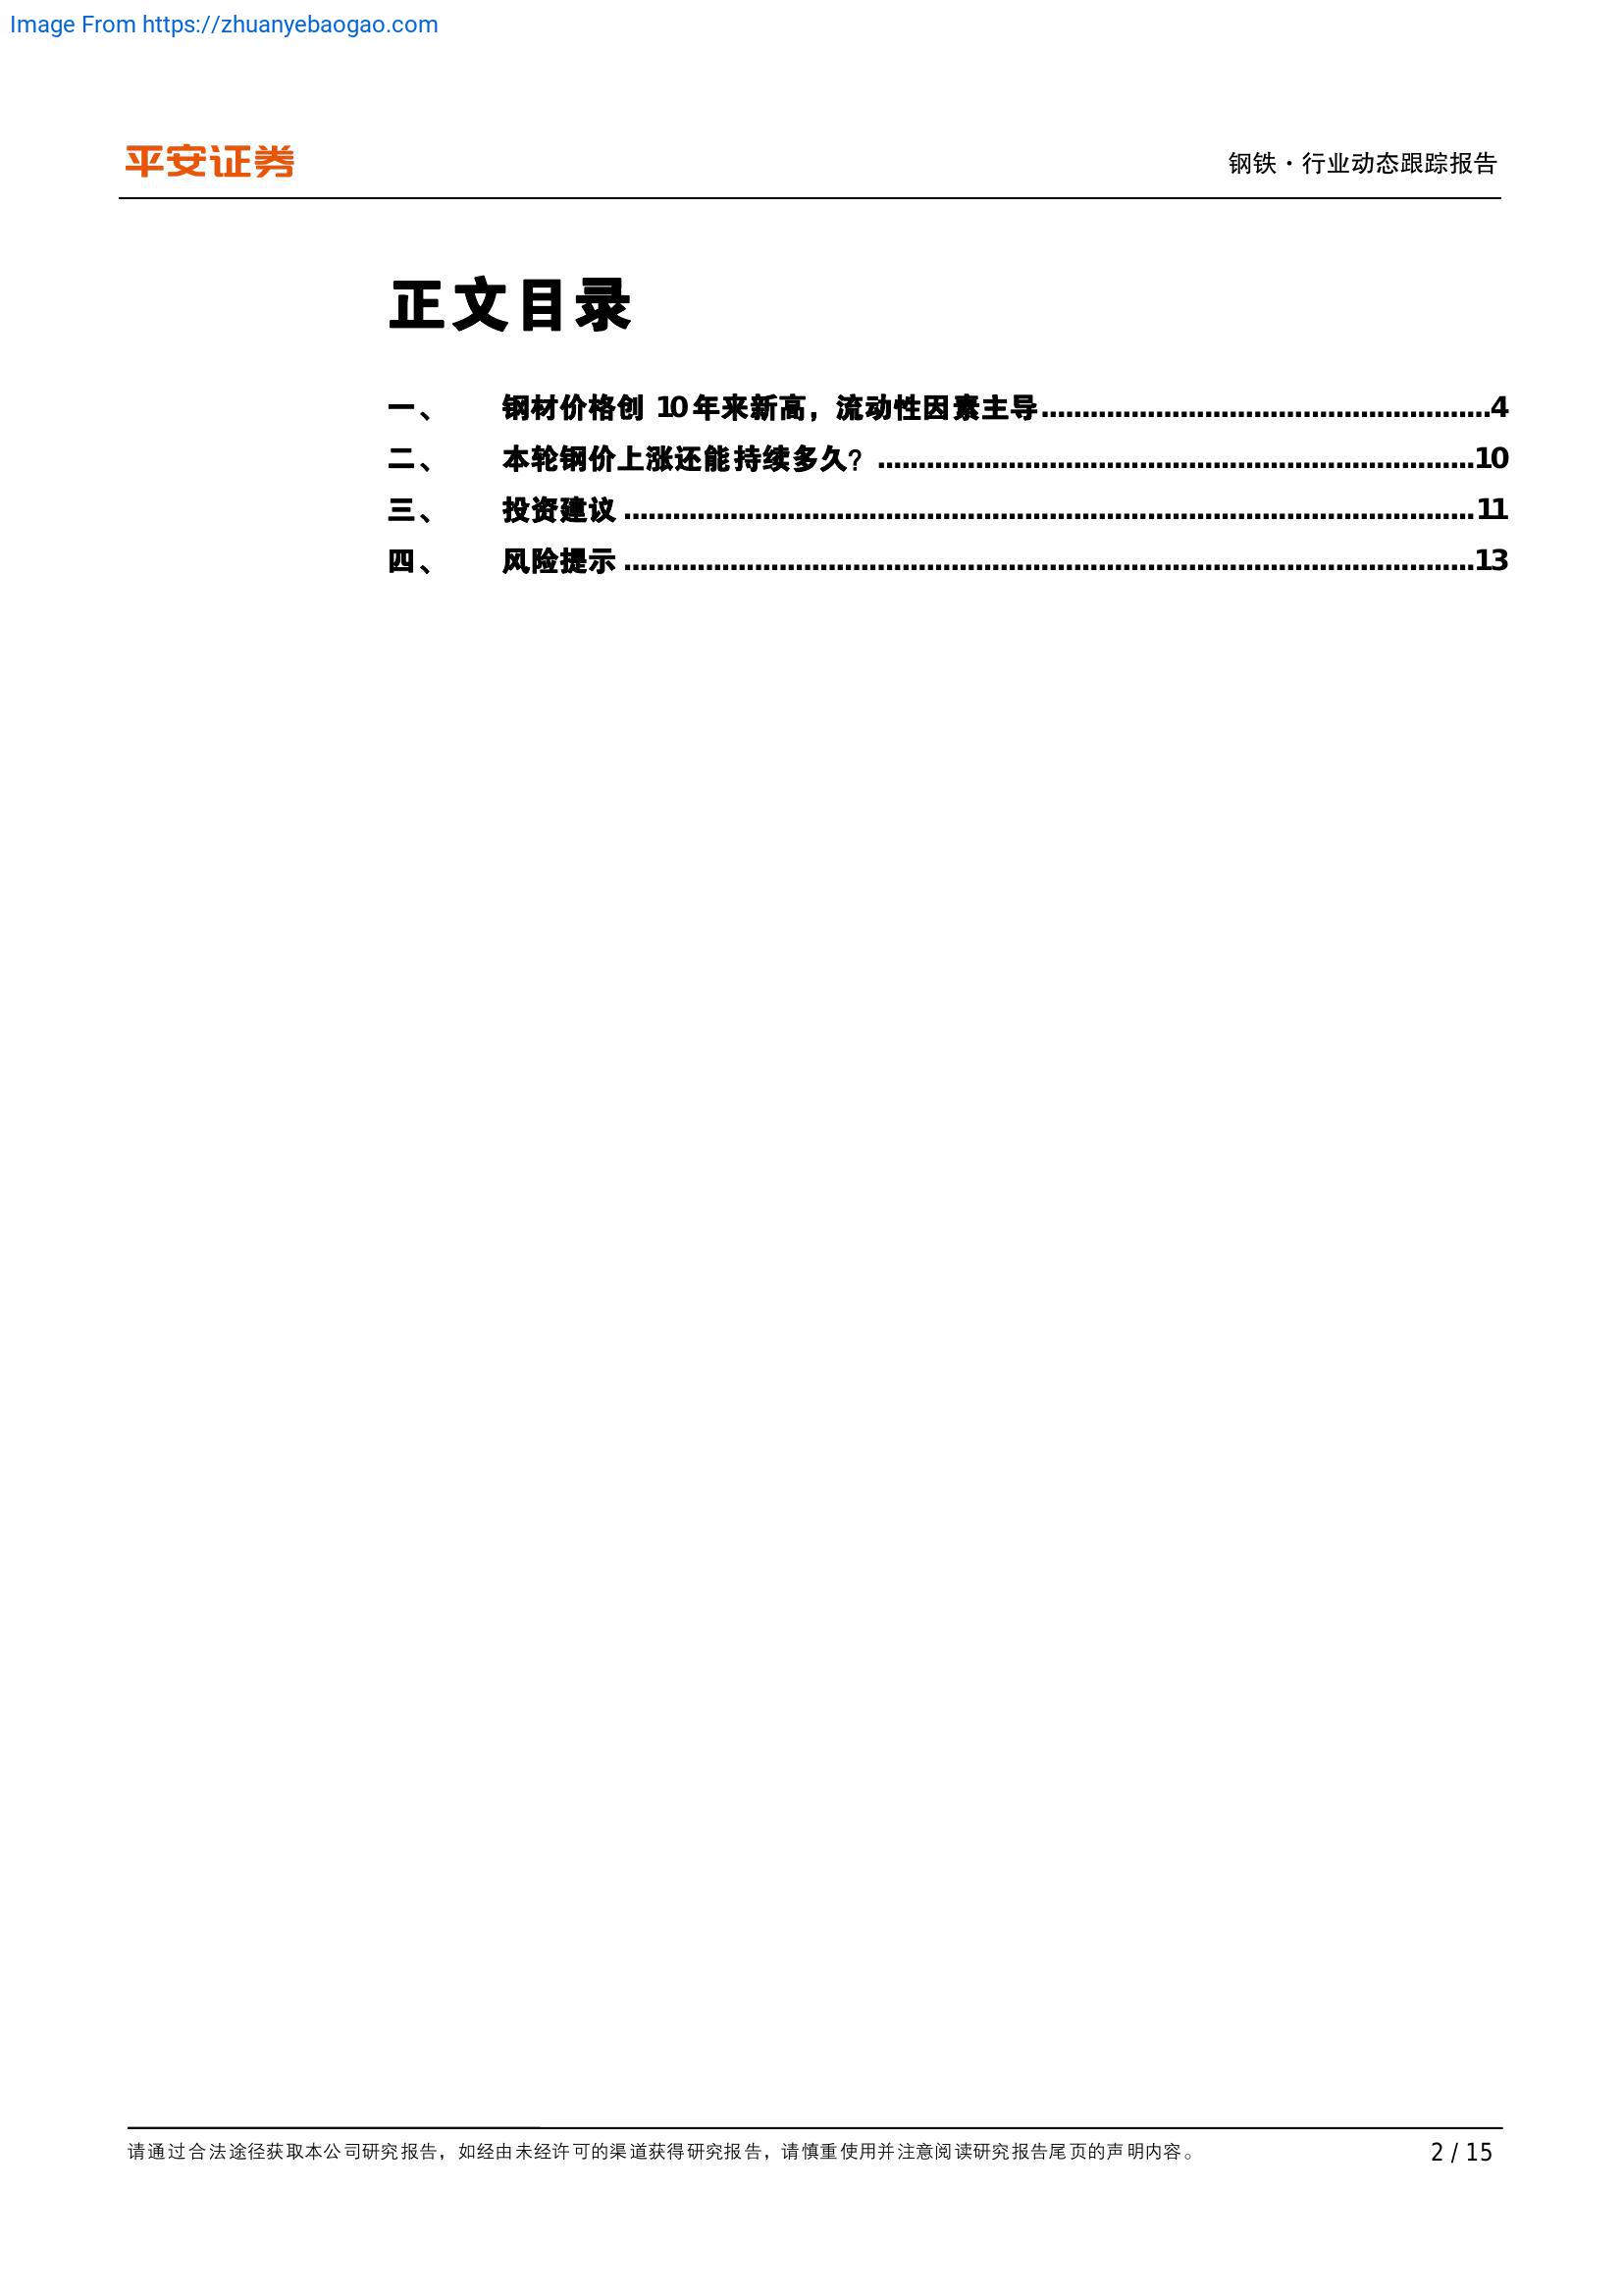 Image From https://zhuanyebaogao.com
平安证券
钢铁·行业动态跟踪报告
正文目录
一、 钢材价格创 10 年来新高，流动性因素主导......................................................4
二、 本轮钢价上涨还能持续多久？ ........................................................................10
三、 投资建议 ......................................................................................................11
四、 风险提示 ......................................................................................................13
请通过合法途径获取本公司研究报告，如经由未经许可的渠道获得研究报告，请慎重使用并注意阅读研究报告尾页的声明内容。
2 / 15